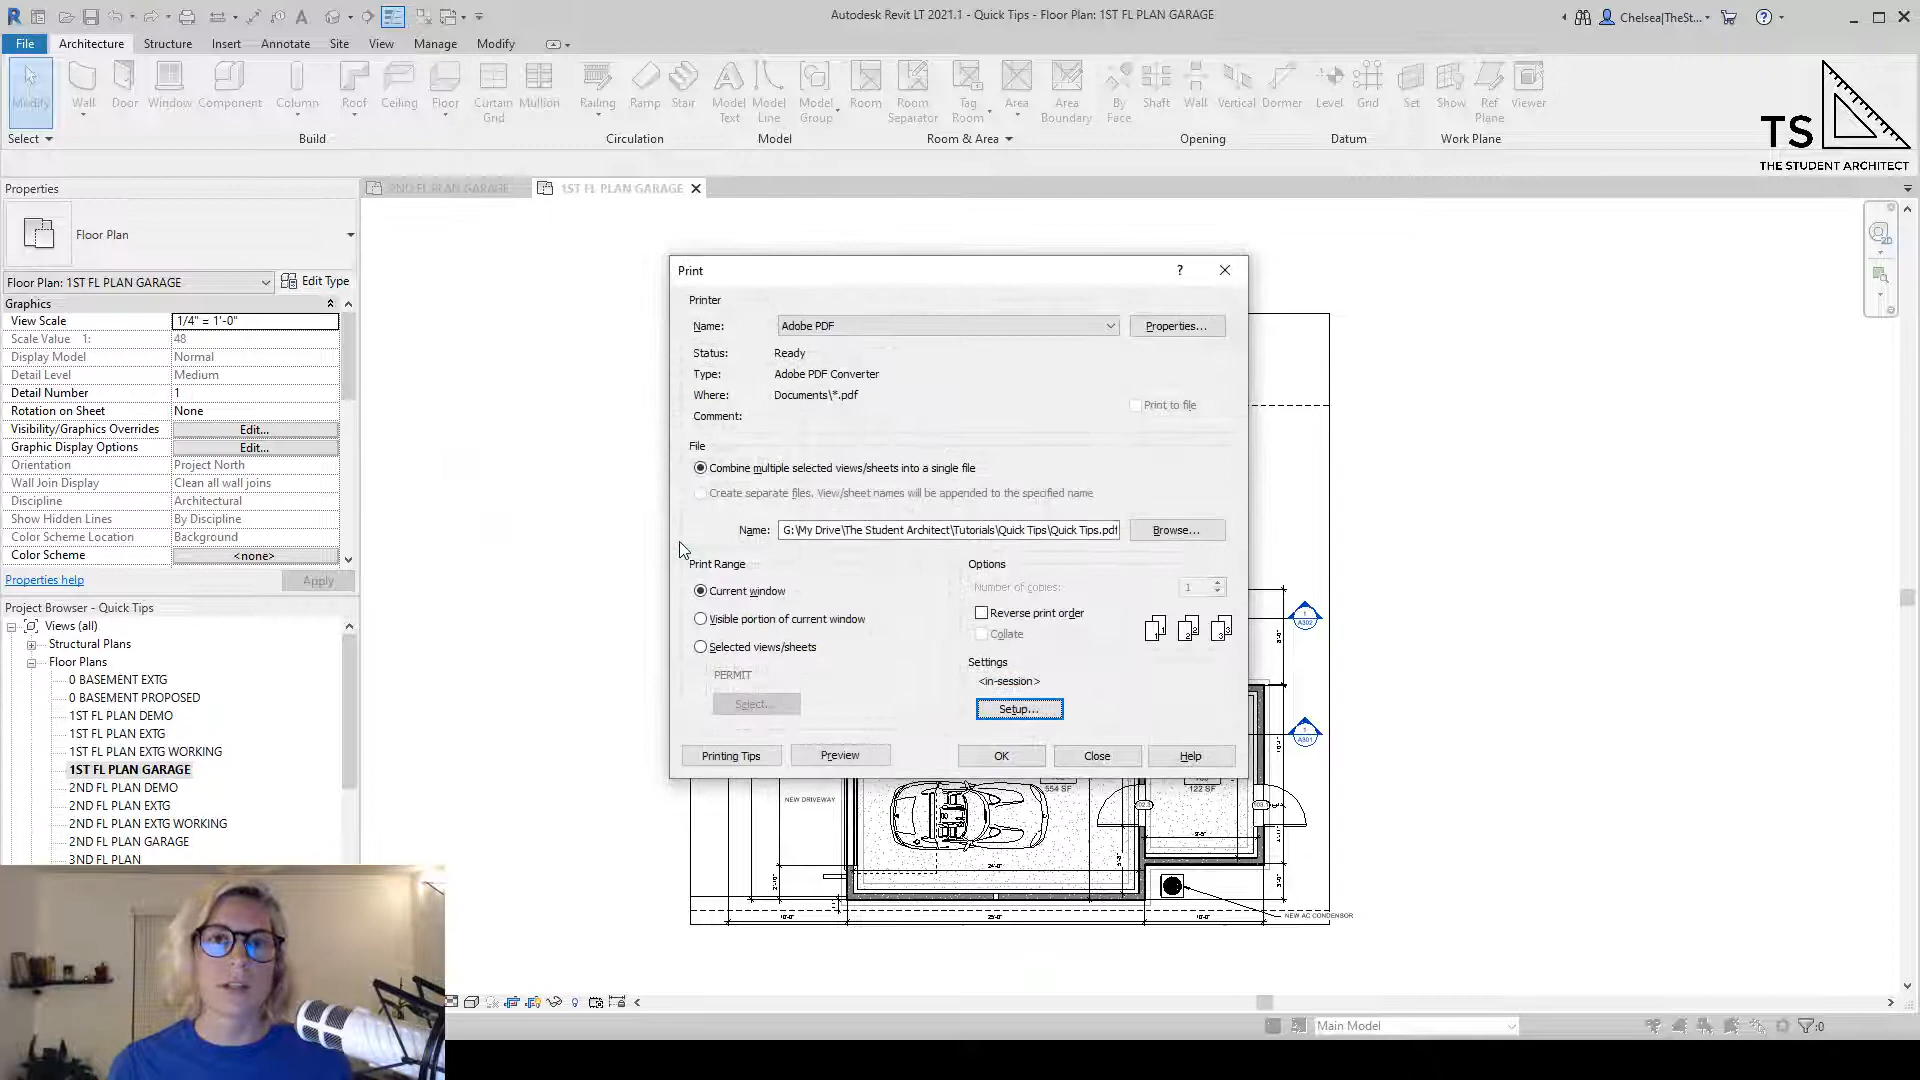 Autodesk Revit LT 2021.1 - Quick Tips - Floor Plan: 1ST FL PLAN GARAGE
Chelsea|TheSt...
File Architecture Structure Insert Annotate Site View Manage Modify
Modify Wall Door Window Component Column Roof Ceiling Floor Curtain Grid Mullion Railing Ramp Stair Model Text Model Line Model Group Room Room Separator Tag Room Area Area Boundary By Face Shaft Wall Vertical Dormer Level Grid Set Show Ref Plane Viewer
Select Build Circulation Model Room & Area Opening Datum Work Plane
TS
THE STUDENT ARCHITECT
Properties
2ND FL PLAN GARAGE 1ST FL PLAN GARAGE
Floor Plan
Floor Plan: 1ST FL PLAN GARAGE Edit Type
Graphics
View Scale 1/4" = 1'-0"
Scale Value 1: 48
Display Model Normal
Detail Level Medium
Detail Number 1
Rotation on Sheet None
Visibility/Graphics Overrides Edit...
Graphic Display Options Edit...
Orientation Project North
Wall Join Display Clean all wall joins
Discipline Architectural
Show Hidden Lines By Discipline
Color Scheme Location Background
Color Scheme <none>
Properties help Apply
Project Browser - Quick Tips
Views (all)
Structural Plans
Floor Plans
0 BASEMENT EXTG
0 BASEMENT PROPOSED
1ST FL PLAN DEMO
1ST FL PLAN EXTG
1ST FL PLAN EXTG WORKING
1ST FL PLAN GARAGE
2ND FL PLAN DEMO
2ND FL PLAN EXTG
2ND FL PLAN EXTG WORKING
2ND FL PLAN GARAGE
3ND FL PLAN
Print
?
Printer
Name: Adobe PDF Properties...
Status: Ready
Type: Adobe PDF Converter
Where: Documents\*.pdf
Comment:
Print to file
File
Combine multiple selected views/sheets into a single file
Create separate files. View/sheet names will be appended to the specified name
Name: G:\My Drive\The Student Architect\Tutorials\Quick Tips\Quick Tips.pdf Browse...
Print Range
Current window
Visible portion of current window
Selected views/sheets
PERMIT
Select...
Options
Number of copies: 1
Reverse print order
Collate
Settings
<in-session>
Setup...
Printing Tips Preview OK Close Help
1
A302
1
A301
554 SF
122 SF
NEW DRIVEWAY
NEW AC CONDENSOR
Main Model
:0